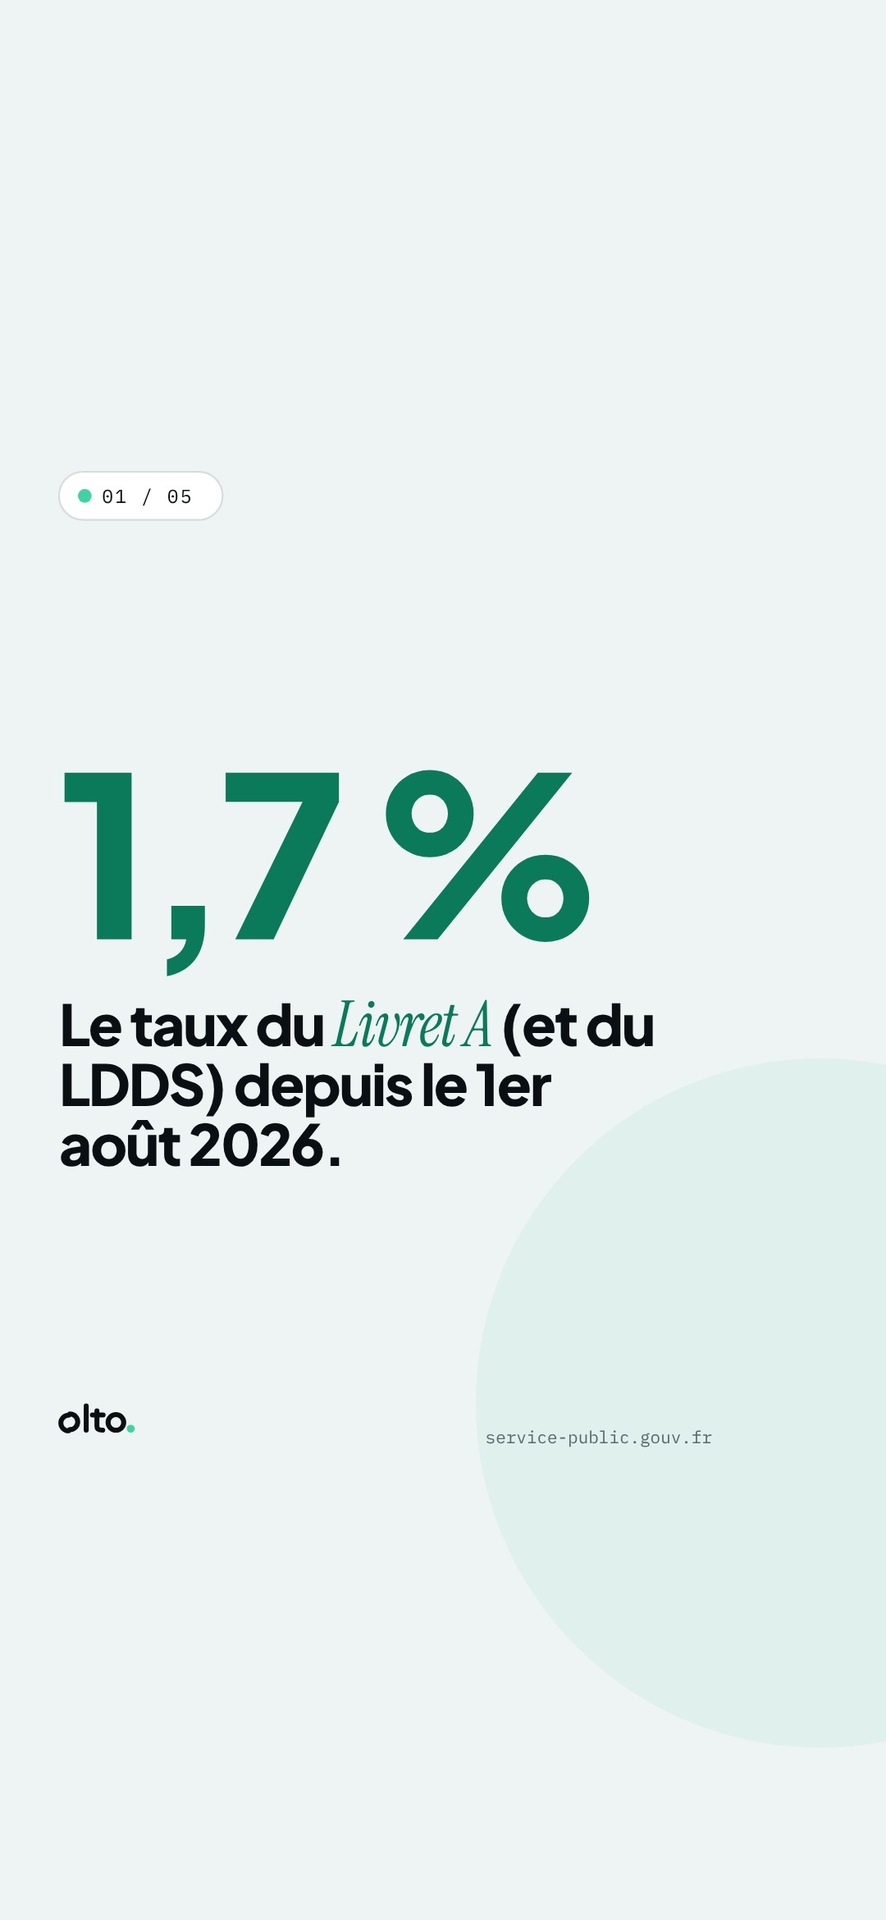 01 / 05
1,7 %
Le taux du Livret A (et du
LDDS) depuis le 1er
août 2026.
olto.
service-public.gouv.fr